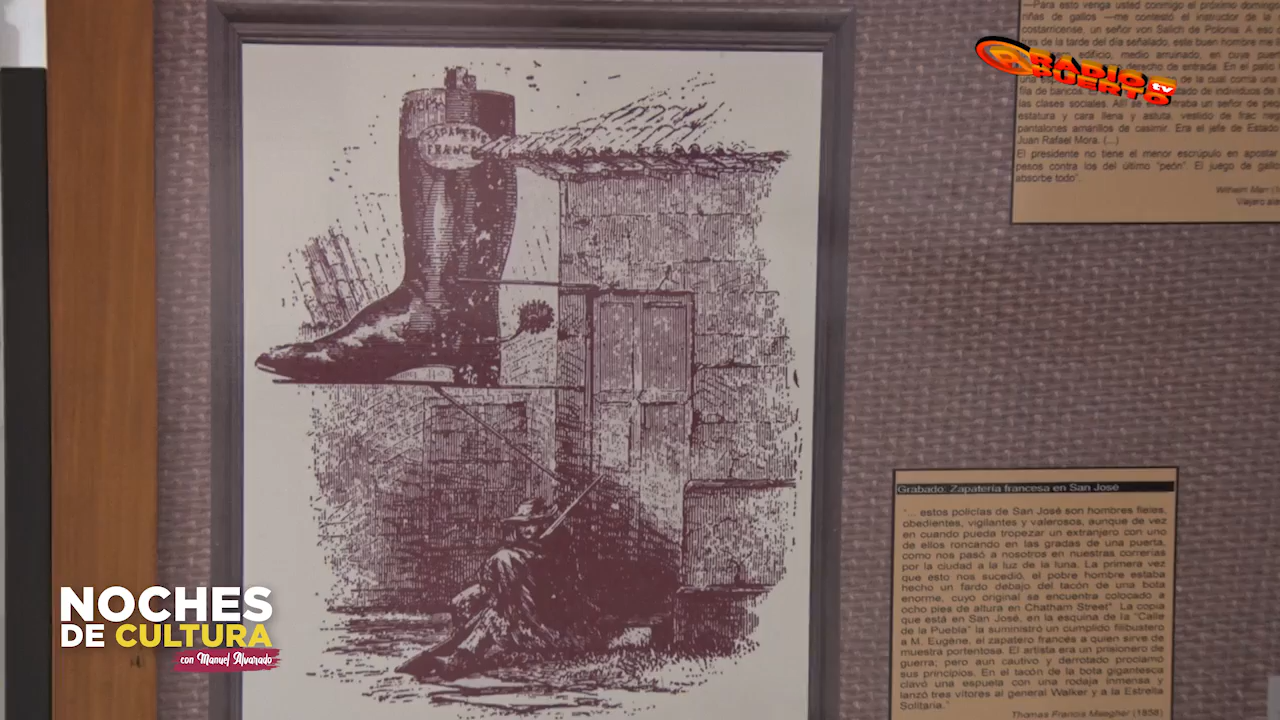 —Para esto venga usted conmigo el próximo domingo
riñas de gallos —me contestó el instructor de la
costarricense, un señor von Salich de Polonia. A eso
tres de la tarde del día señalado, este buen hombre me
edificio, medio arruinado, en cuya
derecho de entrada. En el patio
de la cual corría una
fila de bancos
de individuos de
las clases sociales. Allí se
traba un señor de
estatura y cara llena y astuta, vestido de frac
pantalones amarillos de casimir. Era el jefe de Estado
Juan Rafael Mora. (...)
El presidente no tiene el menor escrúpulo en apostar
pesos contra los del último "peón". El juego de
absorbe todo".
Wilhelm Marr
Viajero
RADIO
PUERTO
tv
ZAPATERIE
FRANCO
Grabado: Zapatería francesa en San José
"... estos policías de San José son hombres fieles,
obedientes, vigilantes y valerosos, aunque de vez
en cuando pueda tropezar un extranjero con uno
de ellos roncando en las gradas de una puerta,
como nos pasó a nosotros en nuestras correrías
por la ciudad a la luz de la luna. La primera vez
que esto nos sucedió, el pobre hombre estaba
hecho un fardo debajo del tacón de una bota
enorme, cuyo original se encuentra colocado a
ocho pies de altura en Chatham Street". La copia
que está en San José, en la esquina de la "Calle
de la Puebla" la suministró un cumplido filibustero
a M. Eugène, el zapatero francés a quien sirve de
muestra portentosa. El artista era un prisionero de
guerra; pero aun cautivo y derrotado proclamó
sus principios. En el tacón de la bota gigantesca
clavó una espuela con una rodaja inmensa y
lanzó tres vítores al general Walker y a la Estrella
Solitaria."
Thomas Francis Meagher (1858)
NOCHES
DE CULTURA
con Manuel Alvarado